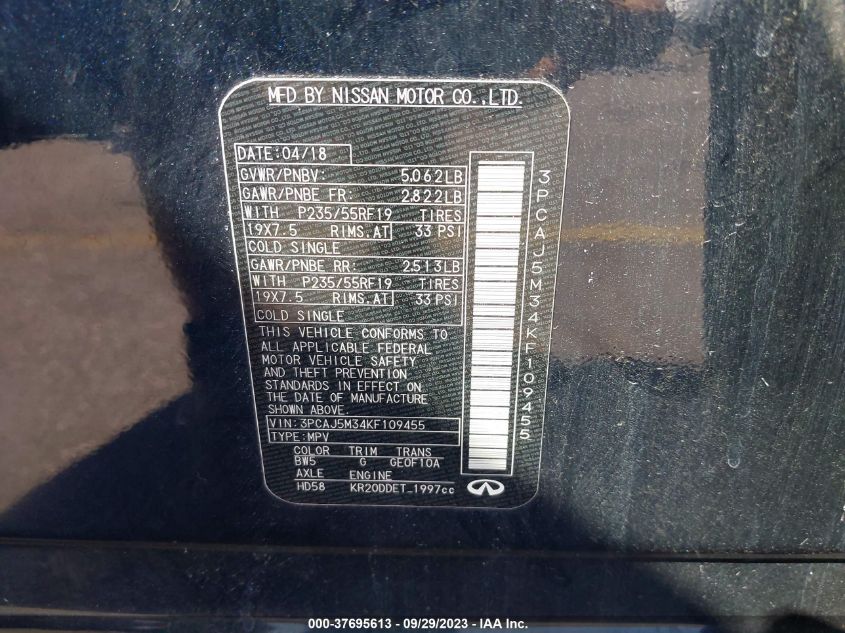 MFD BY NISSAN MOTOR CO.,LTD.
DATE:04/18
GVWR/PNBV: 5.062LB
GAWR/PNBE FR: 2.822LB
WITH P235/55RF19 TIRES
19X7.5 RIMS.AT 33 PSI
COLD SINGLE
GAWR/PNBE RR: 2.513LB
WITH P235/55RF19 TIRES
19X7.5 RIMS.AT 33 PSI
COLD SINGLE
THIS VEHICLE CONFORMS TO
ALL APPLICABLE FEDERAL
MOTOR VEHICLE SAFETY
AND THEFT PREVENTION
STANDARDS IN EFFECT ON
THE DATE OF MANUFACTURE
SHOWN ABOVE.
VIN:3PCAJ5M34KF109455
TYPE:MPV
COLOR TRIM TRANS
BW5 G GE0F10A
AXLE ENGINE
HD58 KR20DDET_1997cc
3PCAJ5M34KF109455
000-37695613 - 09/29/2023 - IAA Inc.